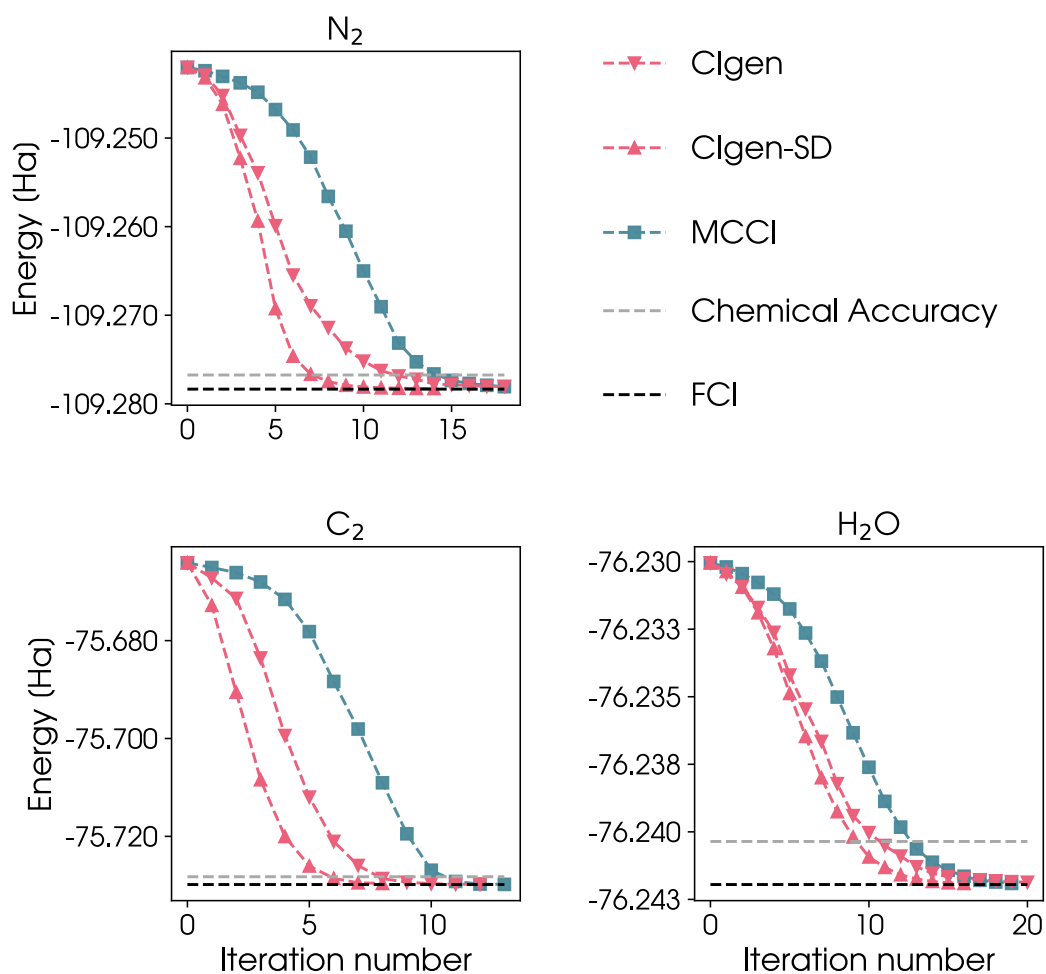 N₂
Energy (Ha)
-109.250
-109.260
-109.270
-109.280
0 5 10 15
CIgen
CIgen-SD
MCCI
Chemical Accuracy
FCI
C₂
Energy (Ha)
-75.680
-75.700
-75.720
0 5 10
Iteration number
H₂O
-76.230
-76.233
-76.235
-76.238
-76.240
-76.243
0 10 20
Iteration number